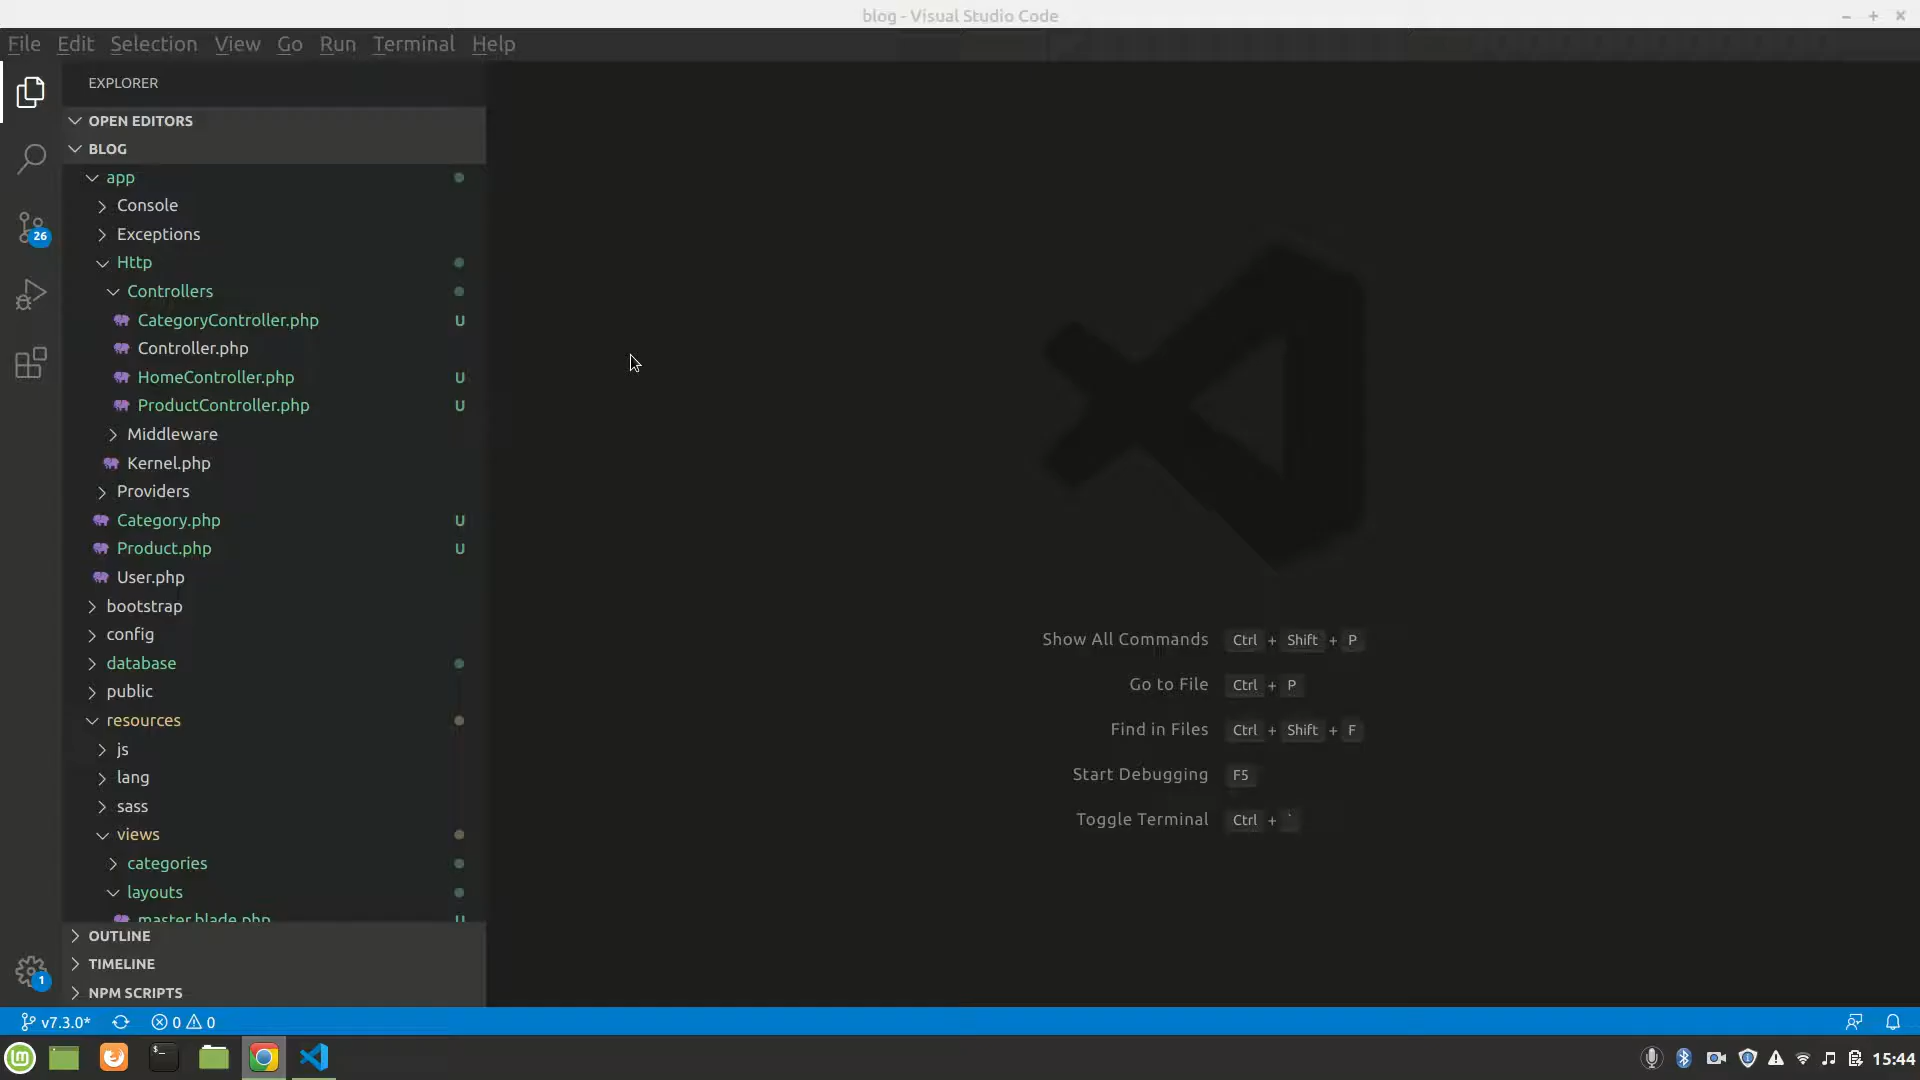 blog - Visual Studio Code
File Edit Selection View Go Run Terminal Help
EXPLORER
OPEN EDITORS
BLOG
app
Console
Exceptions
Http
Controllers
CategoryController.php U
Controller.php
HomeController.php U
ProductController.php U
Middleware
Kernel.php
Providers
Category.php U
Product.php U
User.php
bootstrap
config
database
public
resources
js
lang
sass
views
categories
layouts
master.blade.php U
OUTLINE
TIMELINE
NPM SCRIPTS
26
1
Show All Commands Ctrl + Shift + P
Go to File Ctrl + P
Find in Files Ctrl + Shift + F
Start Debugging F5
Toggle Terminal Ctrl + `
v7.3.0* 0 0
15:44